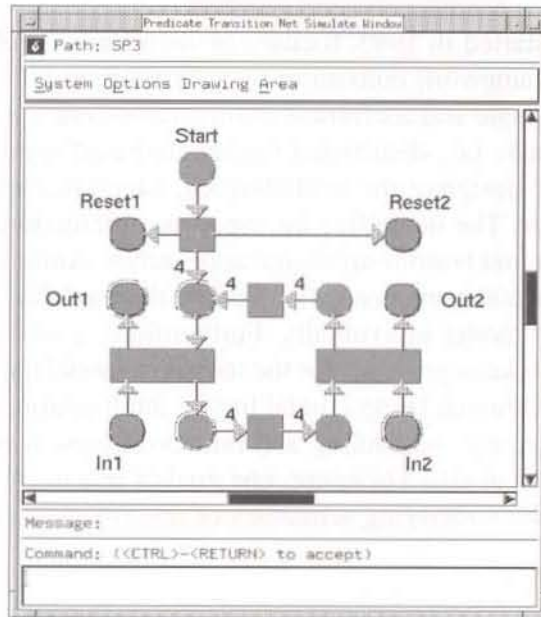 Predicate Transition Net Simulate Window
6 Path: SP3
System Options Drawing Area
Start
Reset1 Reset2
4
Out1 4 4 Out2
4 4
In1 In2
Message:
Command: (<CTRL>-<RETURN> to accept)